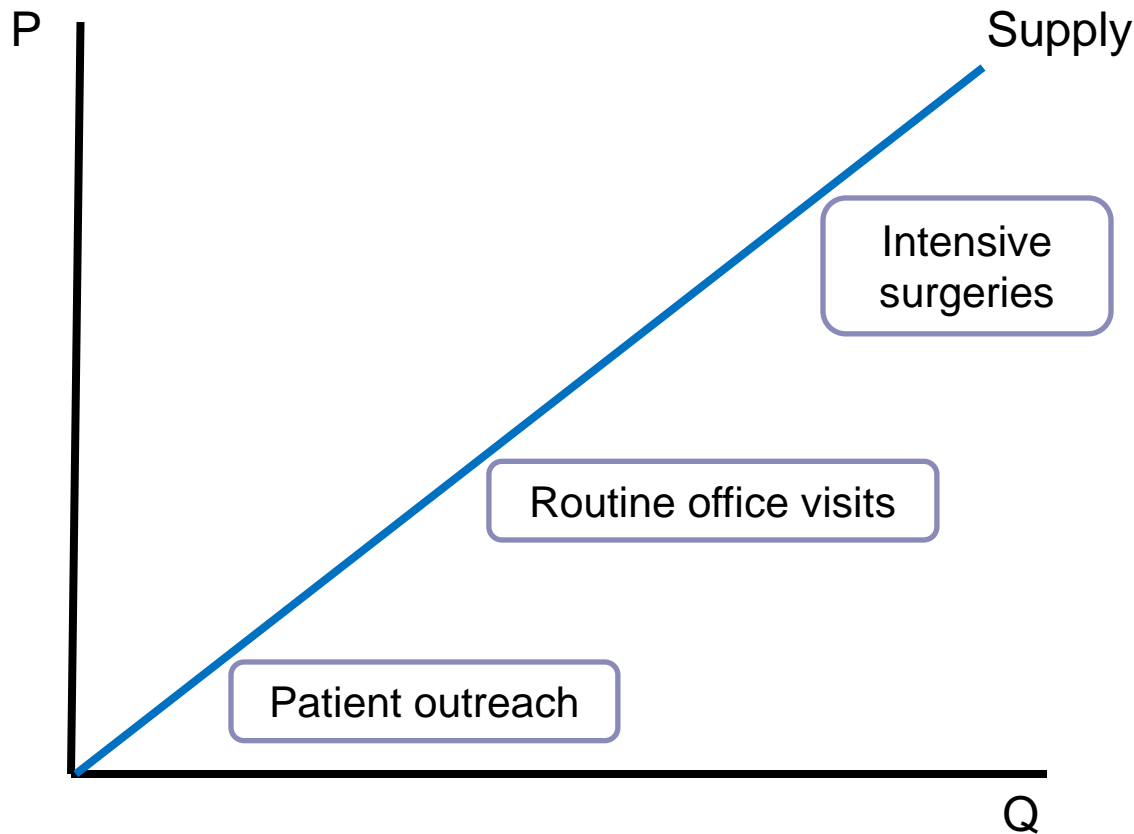 P
Supply
Intensive
surgeries
Routine office visits
Patient outreach
Q